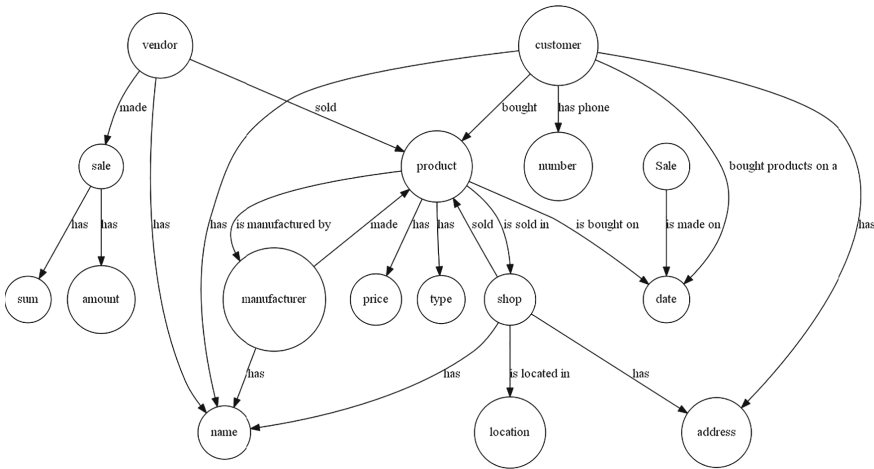 vendor
customer
made
sold
bought
has phone
sale
product
number
Sale
bought products on a
has
has
has
has
is manufactured by
made
has
has
sold
is sold in
is bought on
is made on
has
sum
amount
manufacturer
price
type
shop
date
has
has
is located in
has
name
location
address